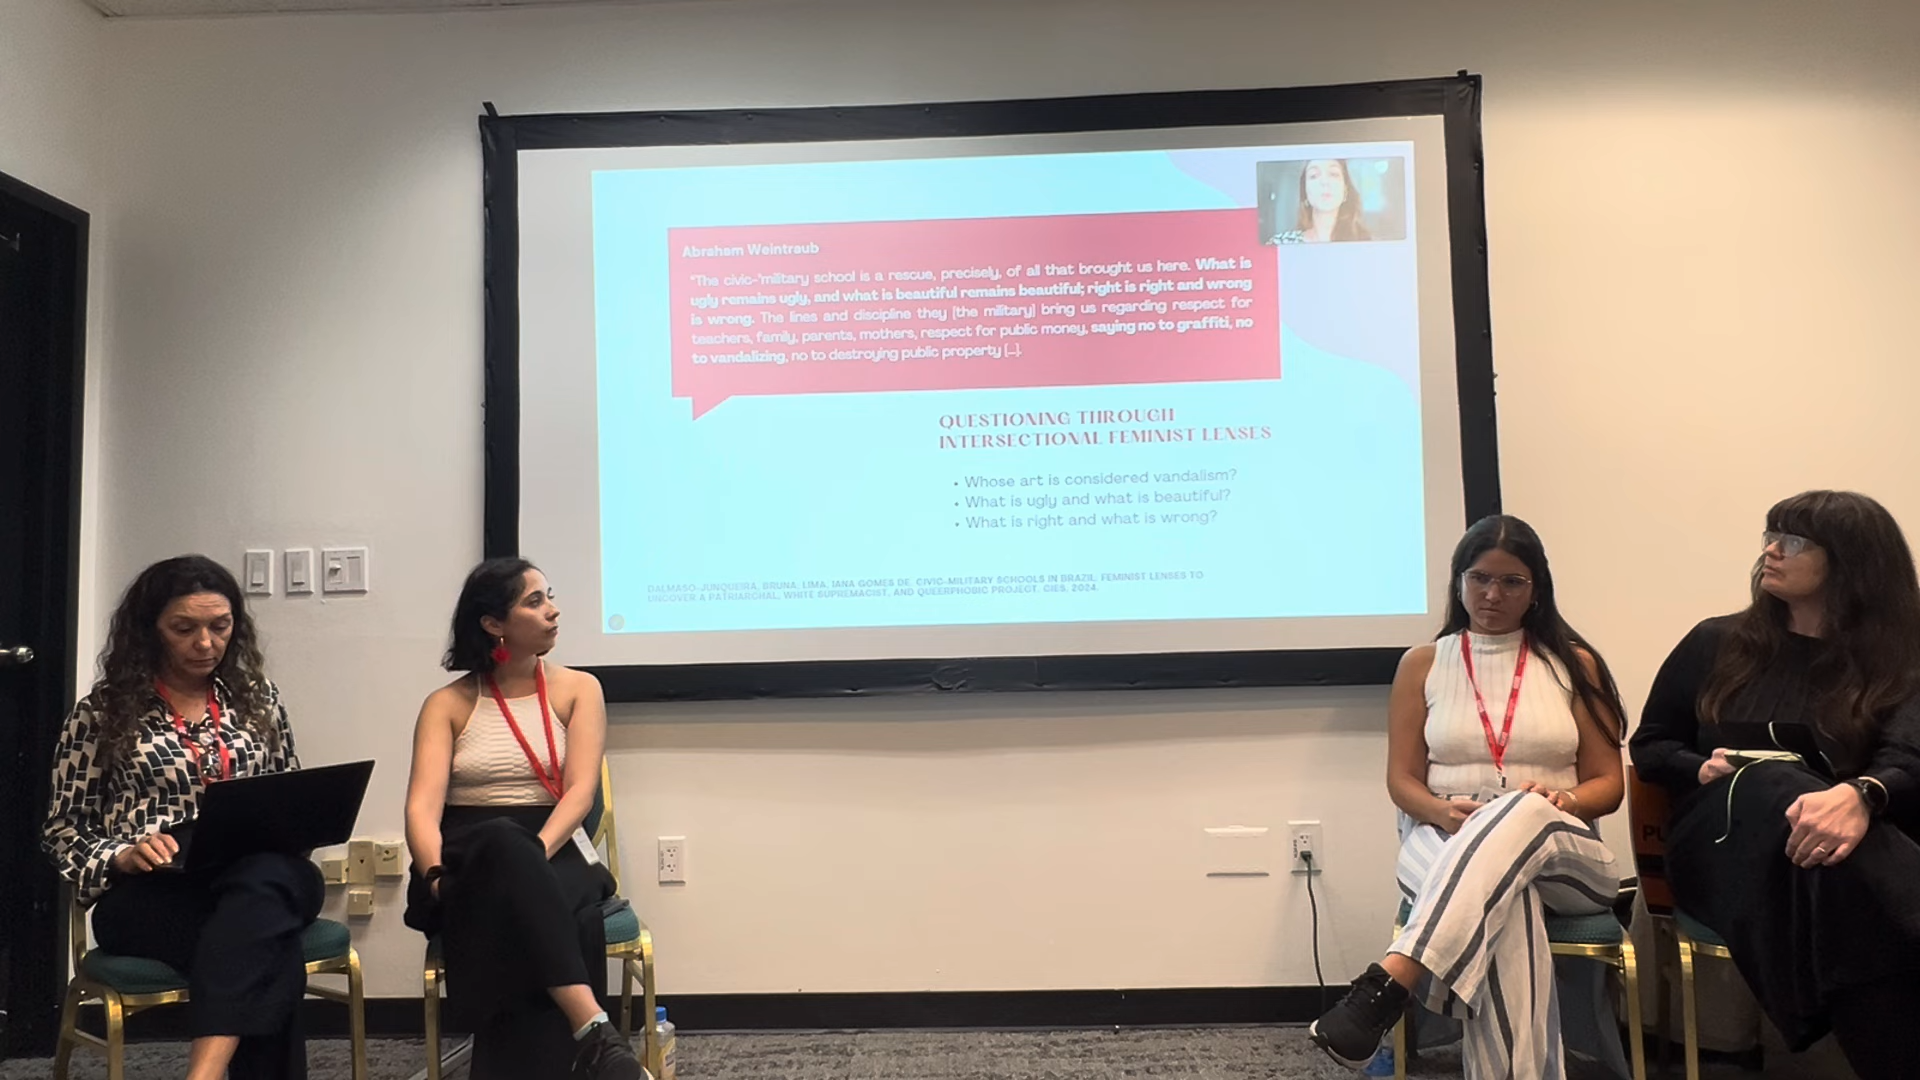 Abraham Weintraub
"The civic-'military school is a rescue, precisely, of all that brought us here. What is
ugly remains ugly, and what is beautiful remains beautiful; right is right and wrong
is wrong. The lines and discipline they [the military] bring us regarding respect for
teachers, family, parents, mothers, respect for public money, saying no to graffiti, no
to vandalizing, no to destroying public property [...].
QUESTIONING THROUGH
INTERSECTIONAL FEMINIST LENSES
• Whose art is considered vandalism?
• What is ugly and what is beautiful?
• What is right and what is wrong?
DALMASO-JUNQUEIRA, BRUNA, LIMA, IANA GOMES DE. CIVIC-MILITARY SCHOOLS IN BRAZIL: FEMINIST LENSES TO
UNCOVER A PATRIARCHAL, WHITE SUPREMACIST, AND QUEERPHOBIC PROJECT. CIES, 2024.